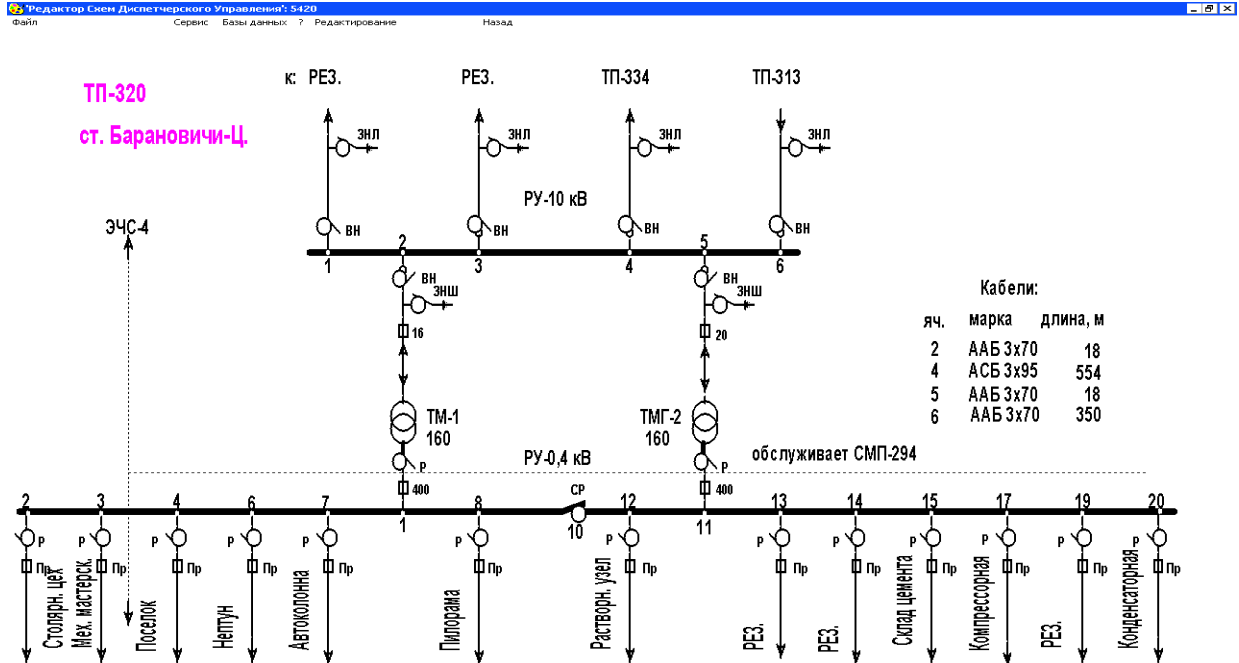 'Редактор Схем Диспетчерского Управления': 5420
Файл Сервис Базы данных ? Редактирование Назад
к: РЕЗ. РЕЗ. ТП-334 ТП-313
ТП-320
ст. Барановичи-Ц.
ЗНЛ ЗНЛ ЗНЛ ЗНЛ
РУ-10 кВ
ЭЧС-4
ВН ВН ВН ВН
2 5
1 3 4 6
ВН ВН
ЗНШ ЗНШ
16 20
Кабели:
яч. марка длина, м
2 ААБ 3х70 18
4 АСБ 3х95 554
5 ААБ 3х70 18
6 ААБ 3х70 350
ТМ-1 ТМГ-2
160 160
РУ-0,4 кВ обслуживает СМП-294
Р Р
400 СР 400
2 3 4 6 7 8 12 13 14 15 17 19 20
1 10 11
Р Р Р Р Р Р Р Р Р Р Р Р Р
Пр Пр Пр Пр Пр Пр Пр Пр Пр Пр Пр Пр Пр
Столярн. цех
Мех. мастерск.
Поселок
Нептун
Автоколонна
Пилорама
Растворн. узел
РЕЗ.
РЕЗ.
Склад цемента
Компрессорная
РЕЗ.
Конденсаторная